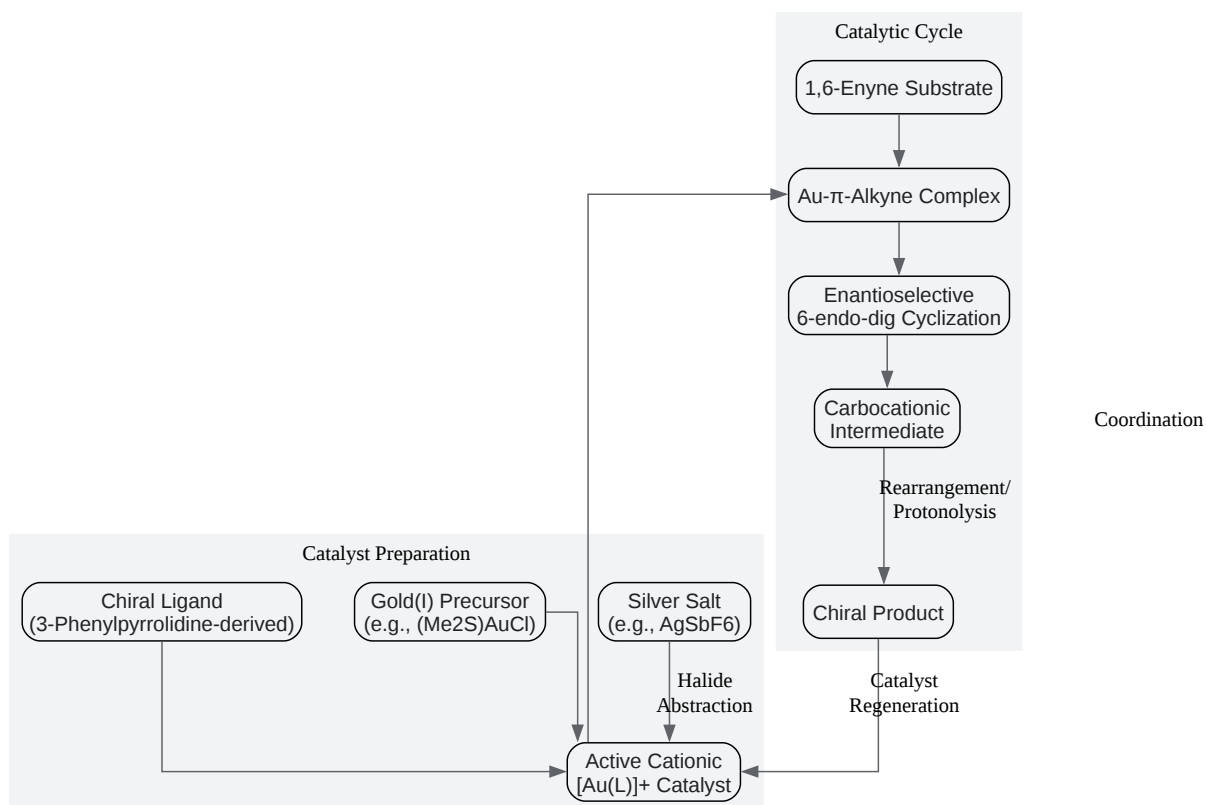 Catalytic Cycle
1,6-Enyne Substrate
Au-π-Alkyne Complex
Enantioselective
6-endo-dig Cyclization
Carbocationic
Intermediate
Coordination
Rearrangement/
Protonolysis
Catalyst Preparation
Chiral Ligand
(3-Phenylpyrrolidine-derived)
Gold(I) Precursor
(e.g., (Me2S)AuCl)
Silver Salt
(e.g., AgSbF6)
Chiral Product
Halide
Abstraction
Catalyst
Regeneration
Active Cationic
[Au(L)]+ Catalyst